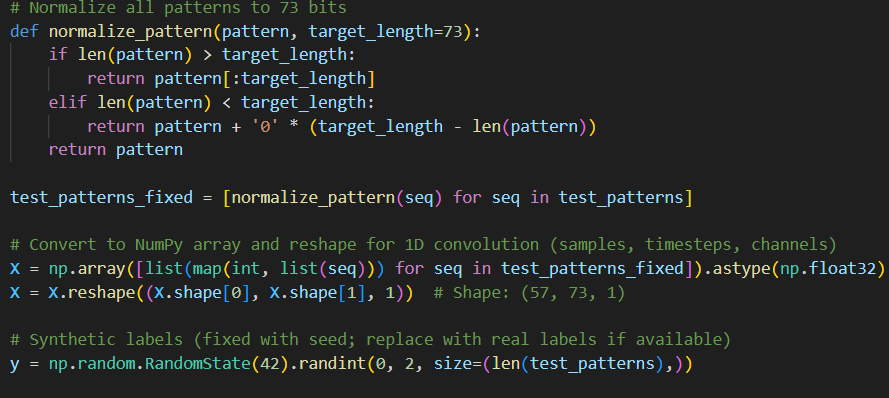 # Normalize all patterns to 73 bits
def normalize_pattern(pattern, target_length=73):
    if len(pattern) > target_length:
        return pattern[:target_length]
    elif len(pattern) < target_length:
        return pattern + '0' * (target_length - len(pattern))
    return pattern
test_patterns_fixed = [normalize_pattern(seq) for seq in test_patterns]
# Convert to NumPy array and reshape for 1D convolution (samples, timesteps, channels)
X = np.array([list(map(int, list(seq))) for seq in test_patterns_fixed]).astype(np.float32)
X = X.reshape((X.shape[0], X.shape[1], 1))  # Shape: (57, 73, 1)
# Synthetic labels (fixed with seed; replace with real labels if available)
y = np.random.RandomState(42).randint(0, 2, size=(len(test_patterns),))